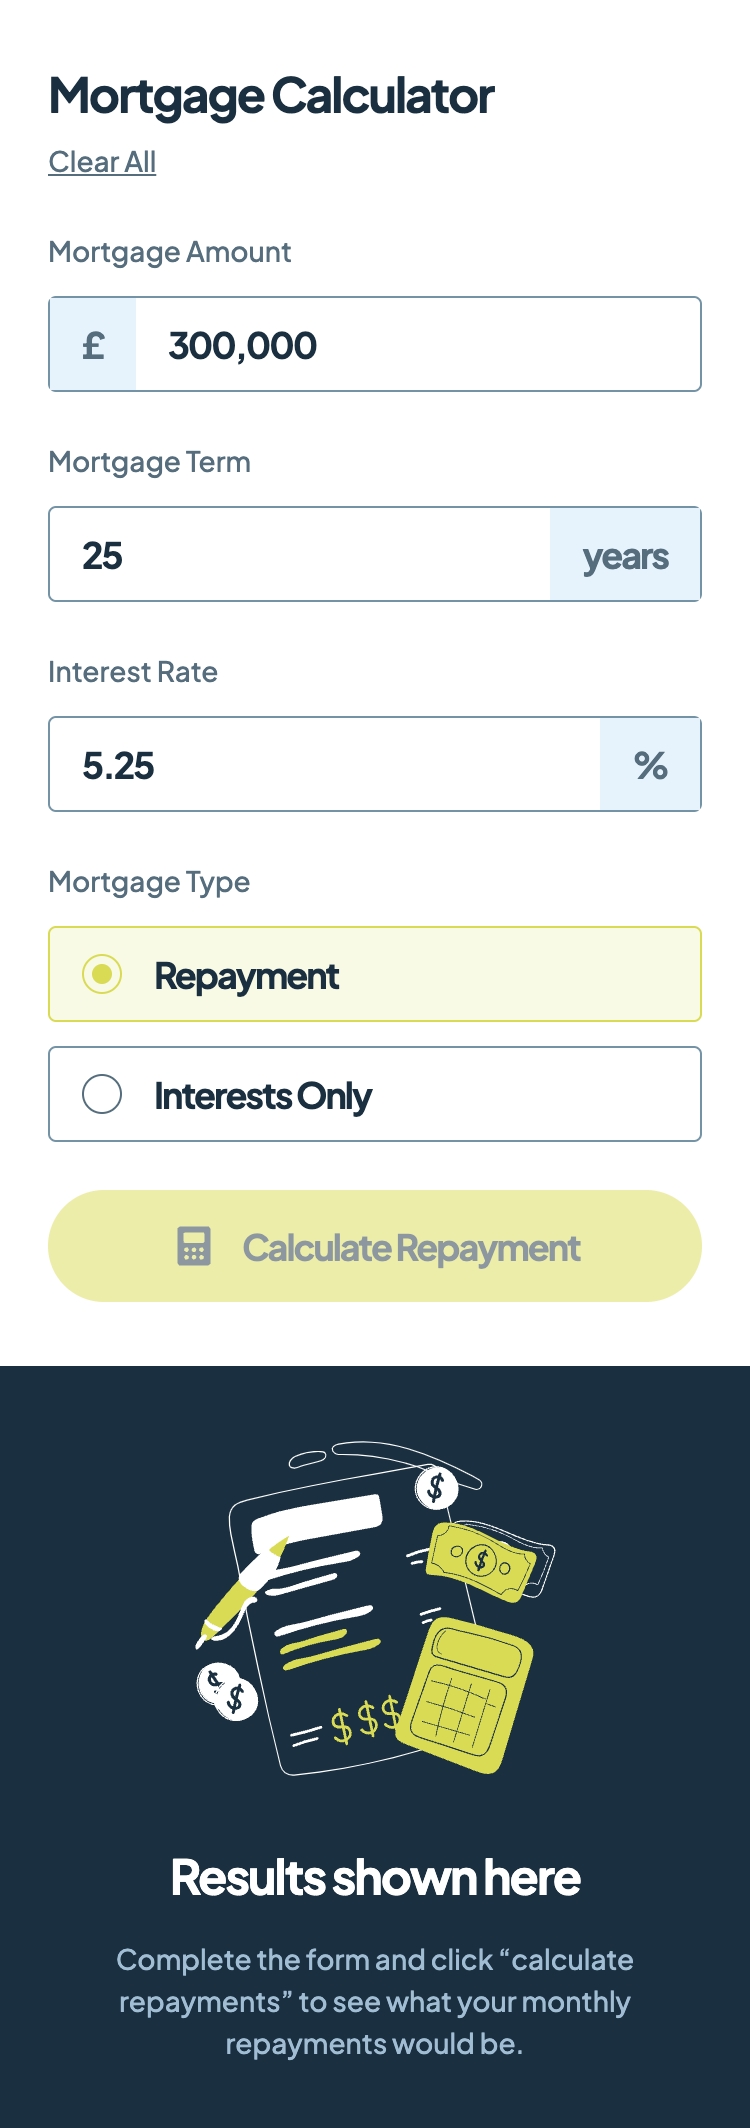 Mortgage Calculator
Clear All
Mortgage Amount
£ 300,000
Mortgage Term
25 years
Interest Rate
5.25 %
Mortgage Type
Repayment
Interests Only
Calculate Repayment
$
$
$ $
$$$
Results shown here
Complete the form and click “calculate
repayments” to see what your monthly
repayments would be.